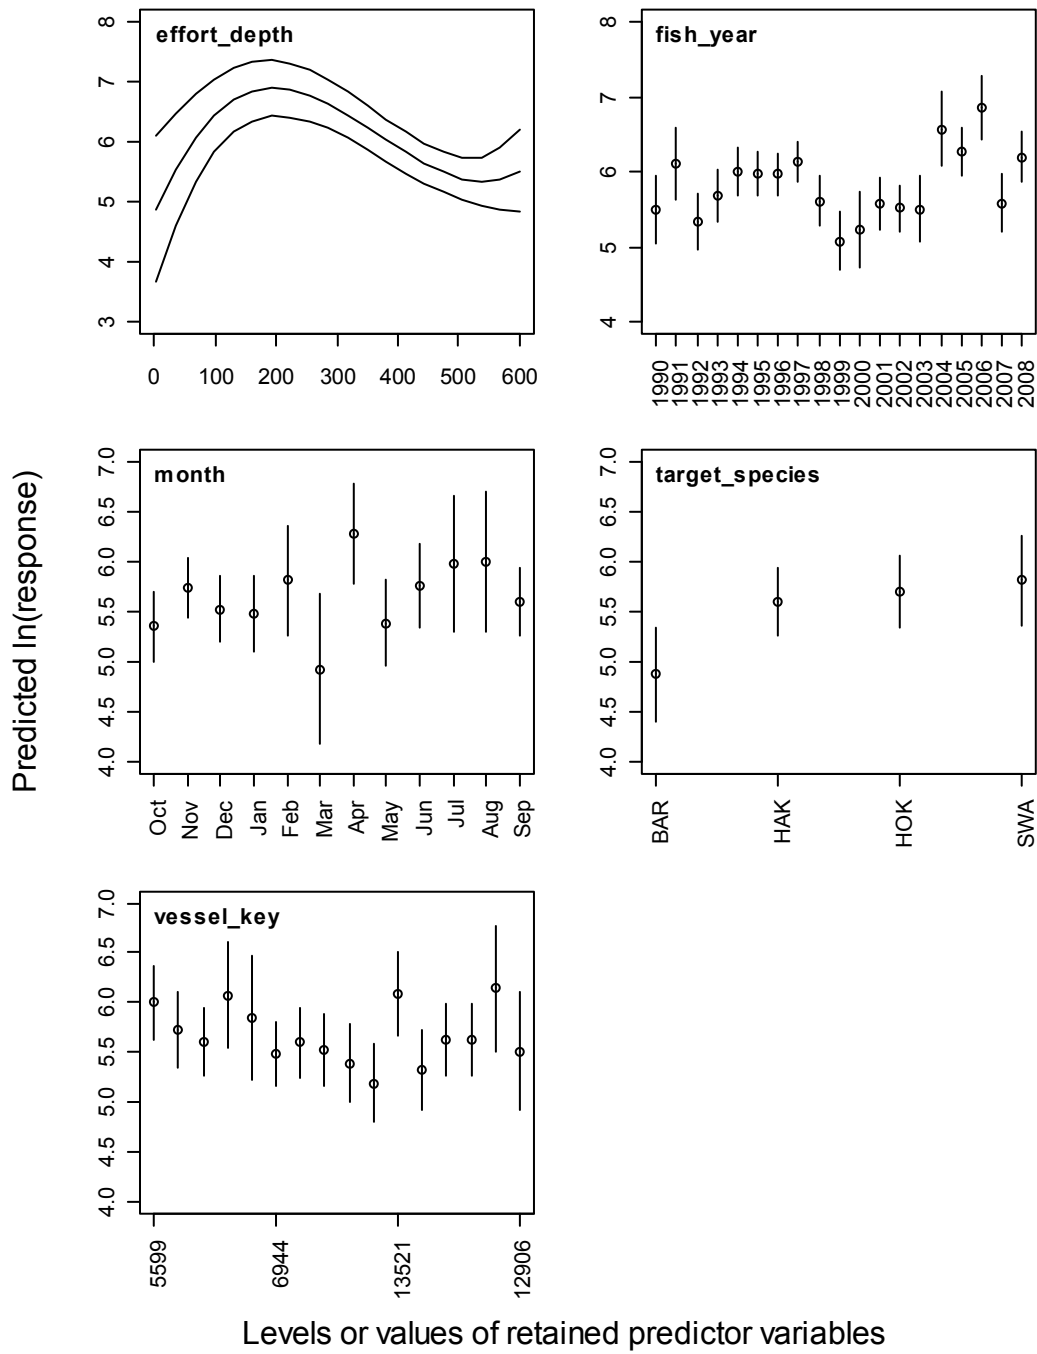 effort_depth
8
7
6
5
4
3
0 100 200 300 400 500 600
fish_year
8
7
6
5
4
1990 1991 1992 1993 1994 1995 1996 1997 1998 1999 2000 2001 2002 2003 2004 2005 2006 2007 2008
Predicted ln(response)
month
7.0
6.5
6.0
5.5
5.0
4.5
4.0
Oct Nov Dec Jan Feb Mar Apr May Jun Jul Aug Sep
target_species
7.0
6.5
6.0
5.5
5.0
4.5
4.0
BAR HAK HOK SWA
vessel_key
7.0
6.5
6.0
5.5
5.0
4.5
4.0
5599 6944 13521 12906
Levels or values of retained predictor variables